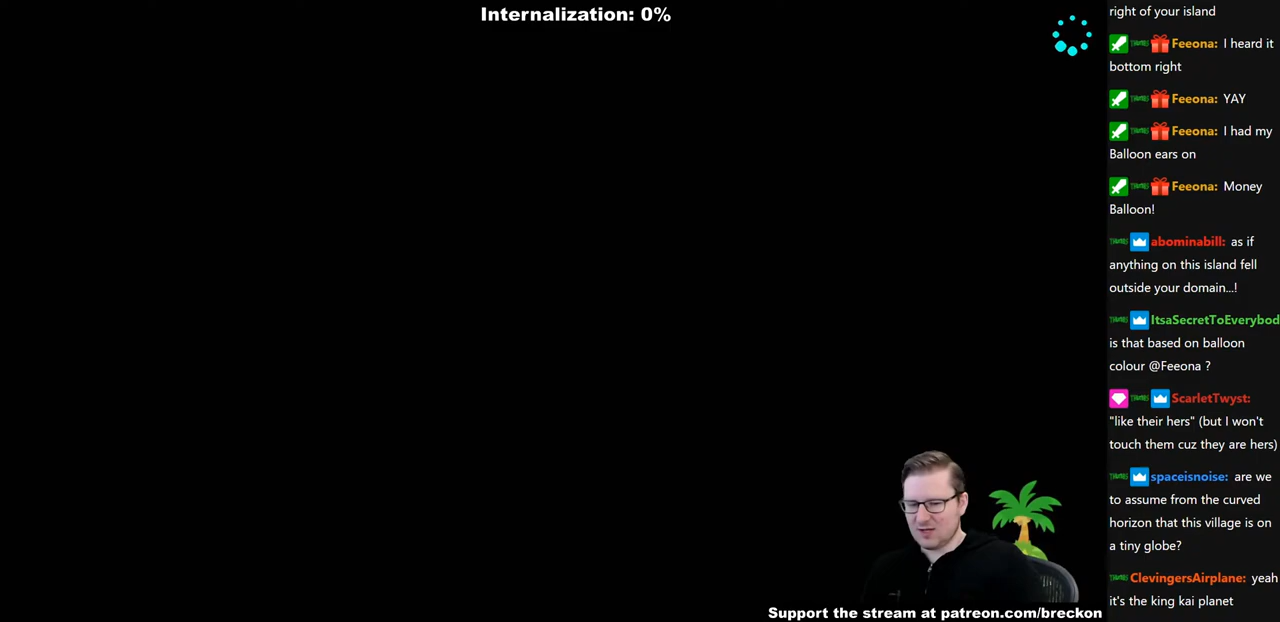 Internalization: 0%
right of your island
Feeona: I heard it
bottom right
Feeona: YAY
Feeona: I had my
Balloon ears on
Feeona: Money
Balloon!
abominabill: as if
anything on this island fell
outside your domain...!
ItsaSecretToEverybod
is that based on balloon
colour @Feeona ?
ScarletTwyst:
"like their hers" (but I won't
touch them cuz they are hers)
spaceisnoise: are we
to assume from the curved
horizon that this village is on
a tiny globe?
ClevingersAirplane: yeah
it's the king kai planet
Support the stream at patreon.com/breckon